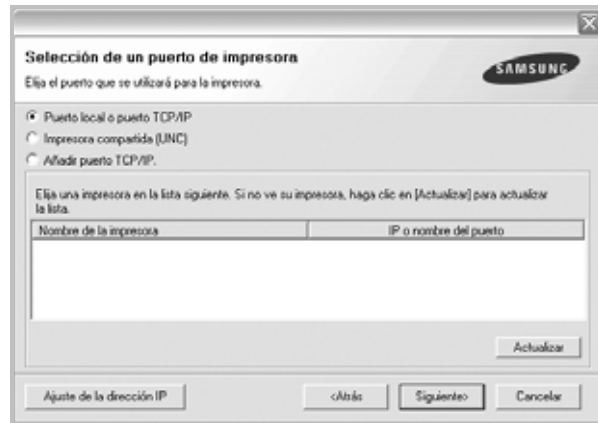 Selección de un puerto de impresora
Elija el puerto que se utilizará para la impresora.
SAMSUNG
Puerto local o puerto TCP/IP
Impresora compartida (UNC)
Añadir puerto TCP/IP.
Elija una impresora en la lista siguiente. Si no ve su impresora, haga clic en [Actualizar] para actualizar
la lista.
Nombre de la impresora IP o nombre del puerto
Actualizar
Ajuste de la dirección IP <Atrás Siguiente> Cancelar